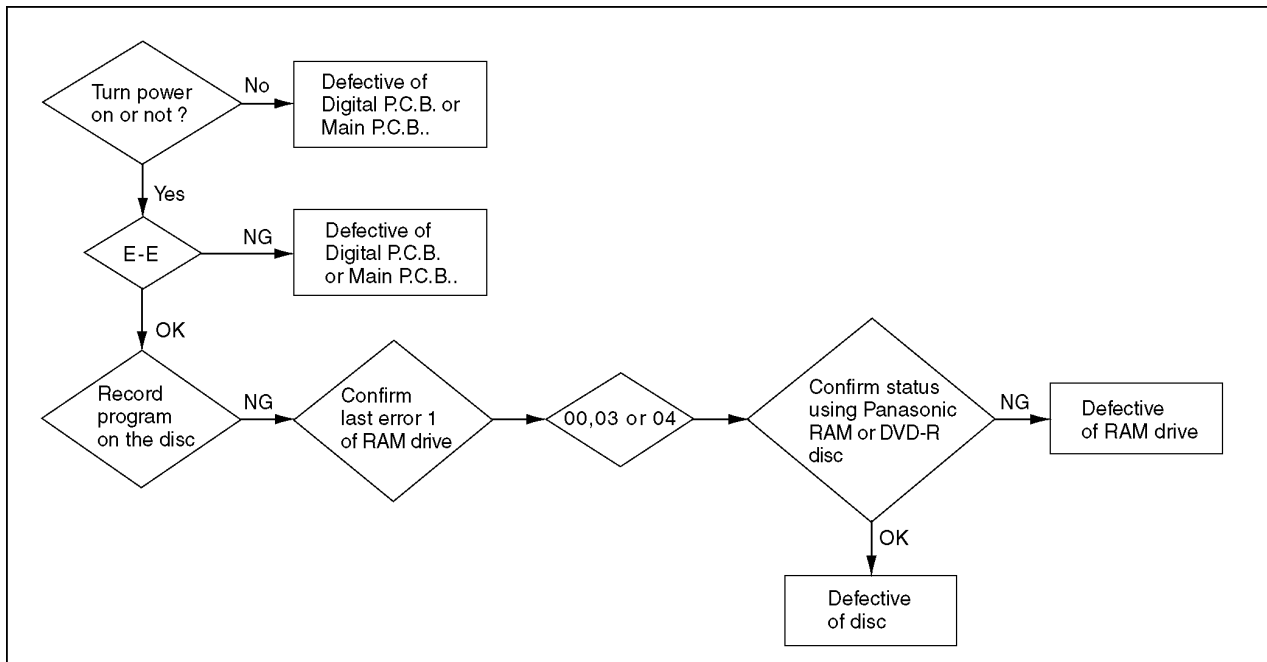 Turn power
on or not ?
No
Defective of
Digital P.C.B. or
Main P.C.B..
Yes
E-E
NG
Defective of
Digital P.C.B.
or Main P.C.B..
OK
Record
program
on the disc
NG
Confirm
last error 1
of RAM drive
00,03 or 04
Confirm status
using Panasonic
RAM or DVD-R
disc
NG
Defective
of RAM drive
OK
Defective
of disc